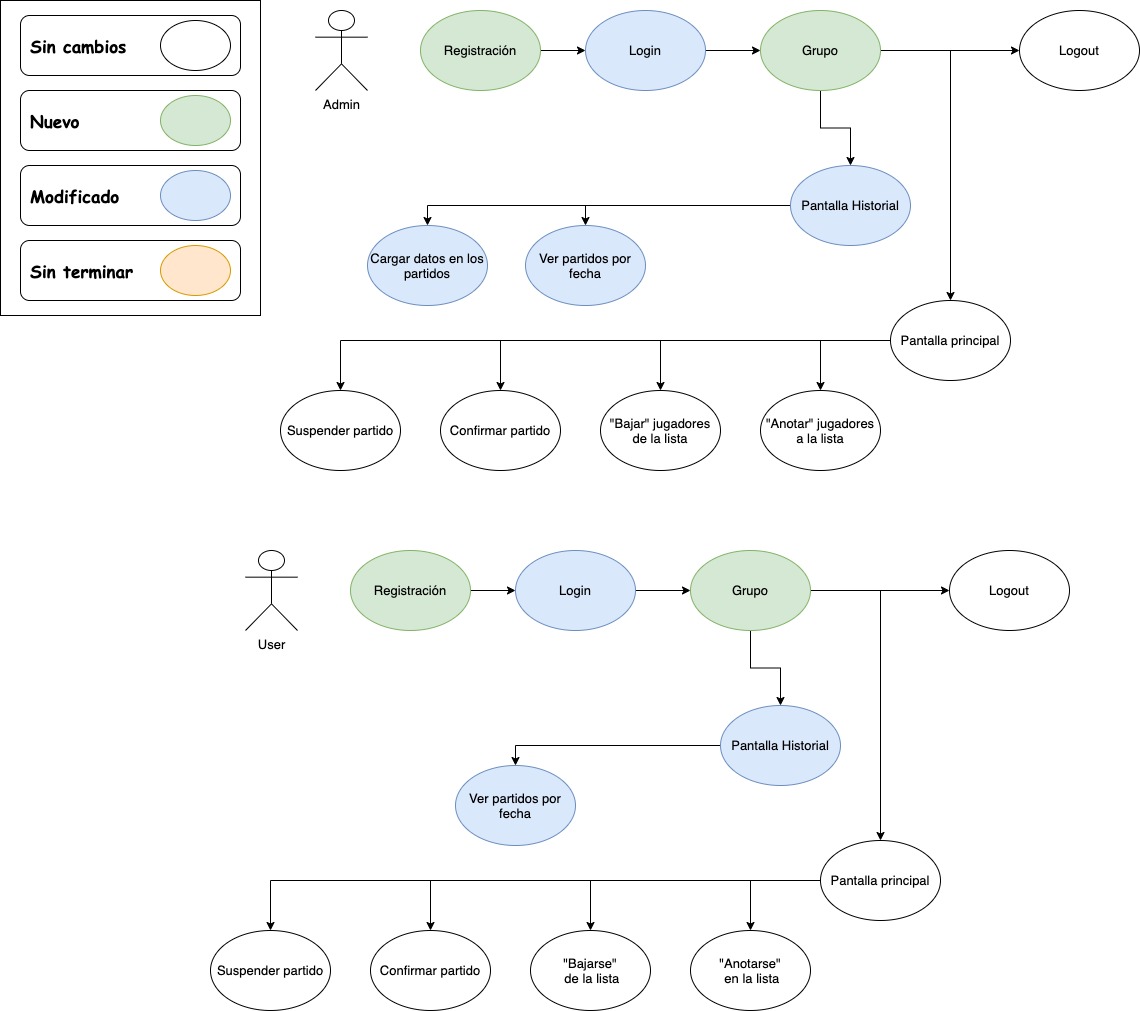 Sin cambios
Nuevo
Modificado
Sin terminar
Admin
Registración
Login
Grupo
Logout
Pantalla Historial
Cargar datos en los
partidos
Ver partidos por
fecha
Pantalla principal
Suspender partido
Confirmar partido
"Bajar" jugadores
de la lista
"Anotar" jugadores
a la lista
User
Registración
Login
Grupo
Logout
Pantalla Historial
Ver partidos por
fecha
Pantalla principal
Suspender partido
Confirmar partido
"Bajarse"
de la lista
"Anotarse"
en la lista